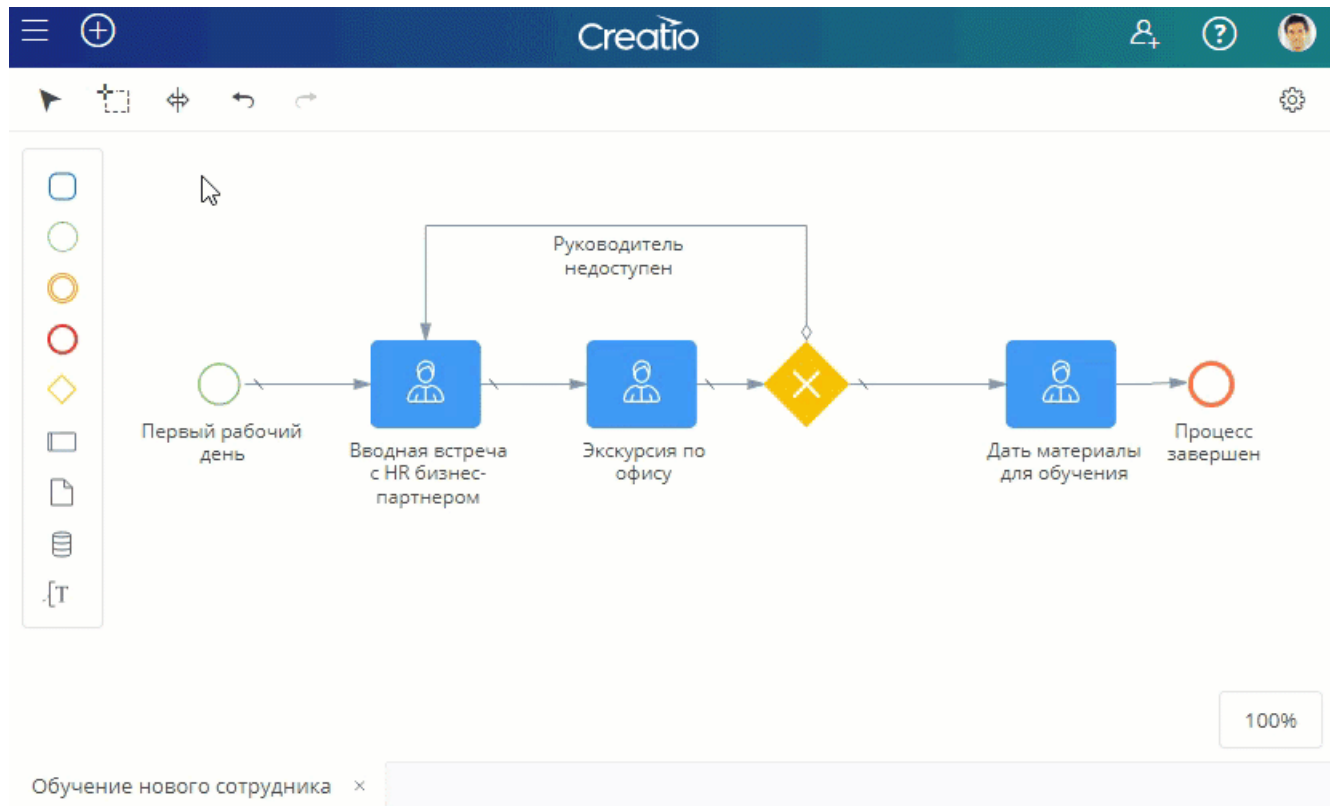 Creatio
?
Руководитель
недоступен
Первый рабочий
день
Вводная встреча
с HR бизнес-
партнером
Экскурсия по
офису
Дать материалы
для обучения
Процесс
завершен
T
100%
Обучение нового сотрудника ×